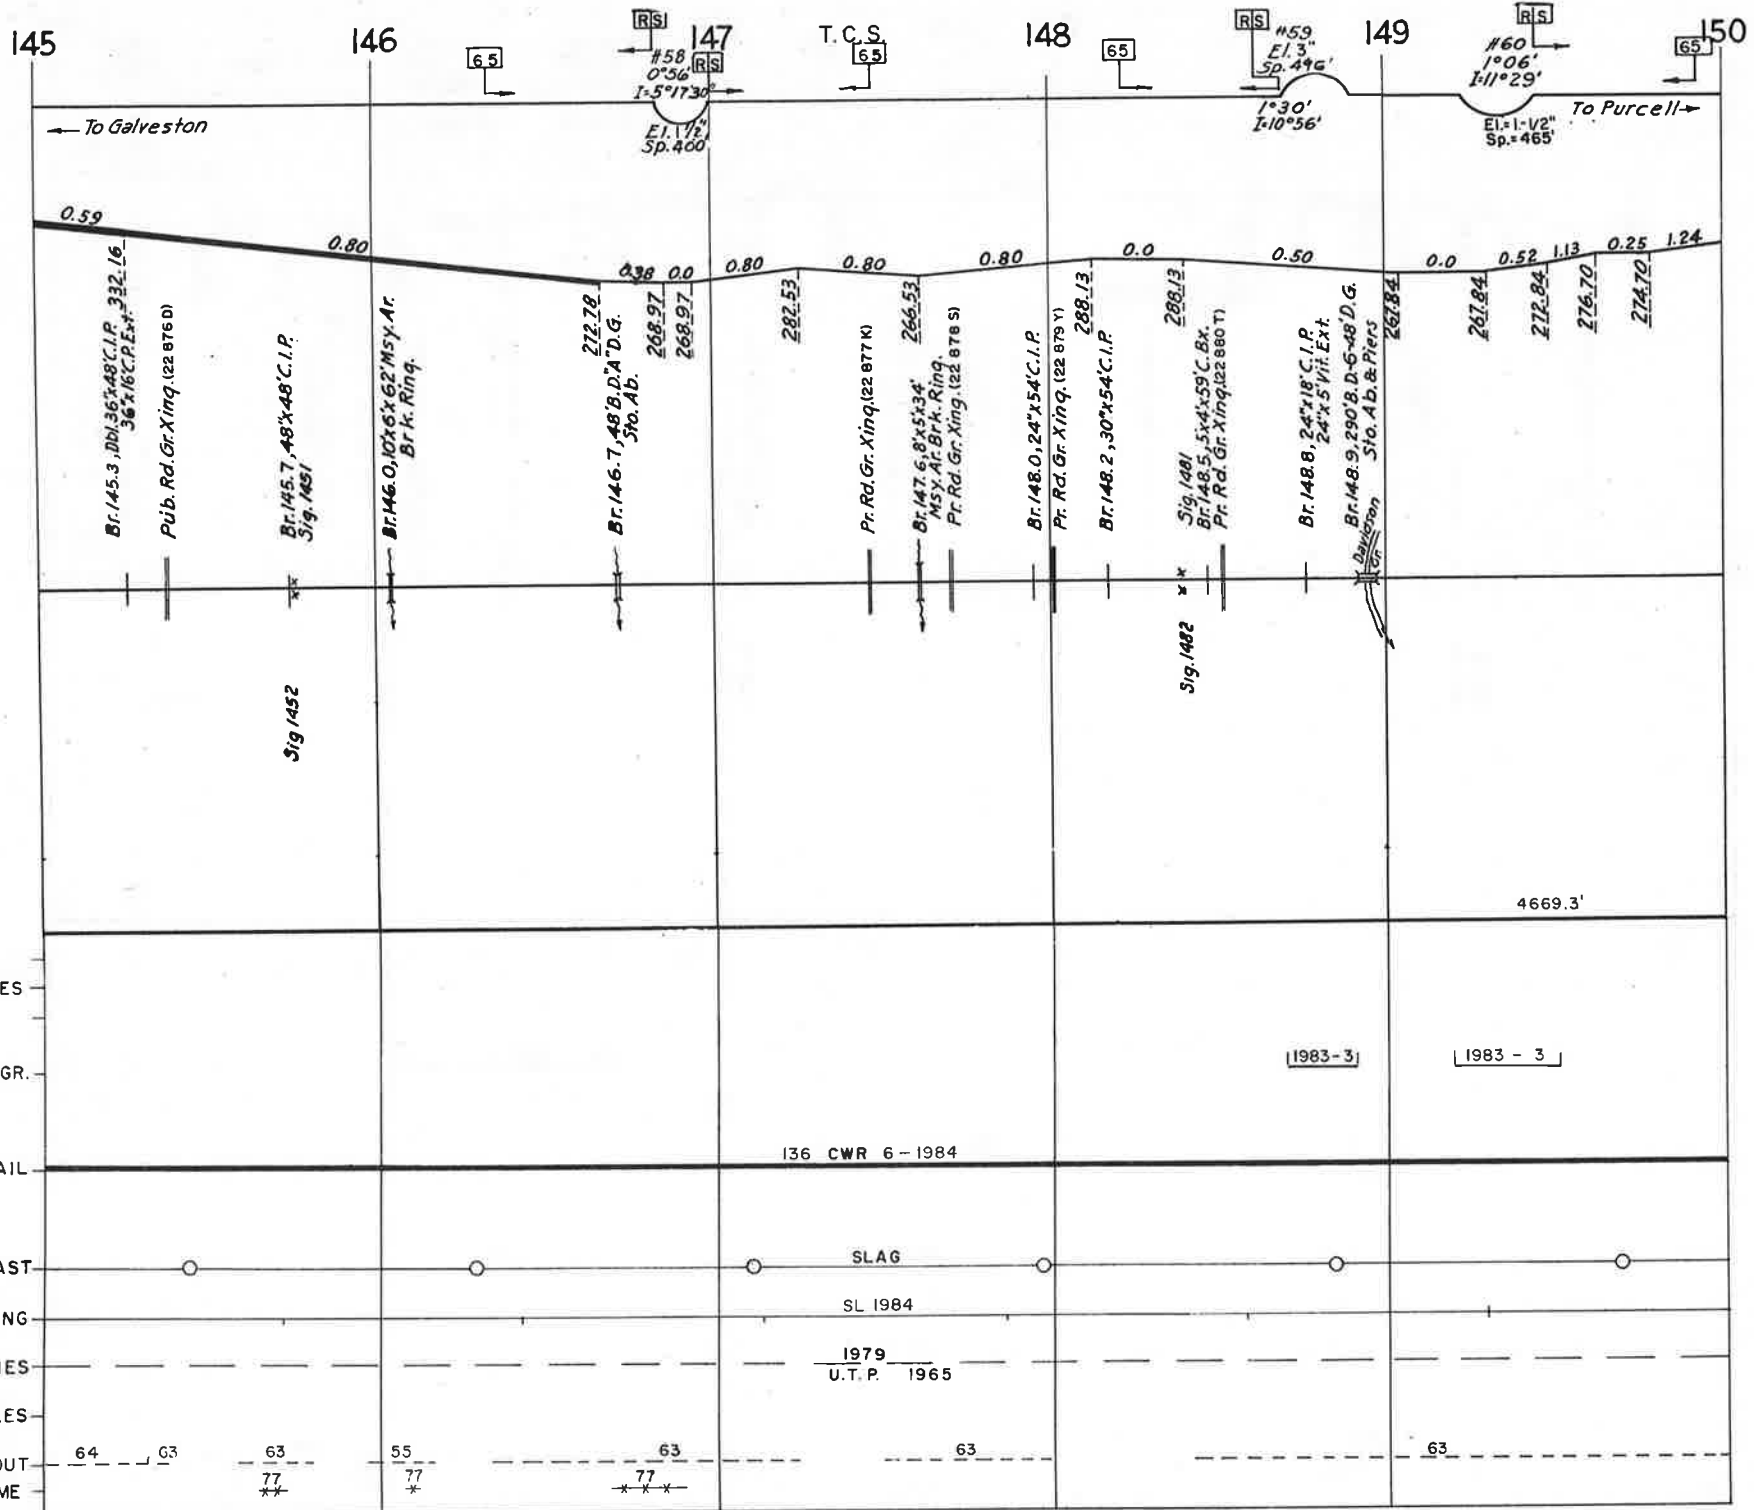 145 146 147 T.C.S. 148 149 150
RS
65
#58
0°56'
I=5°17'30"
El. 1 1/2"
Sp. 400'
RS
65
65
RS
#59
El. 3"
Sp. 496'
1°30'
I=10°56'
#60
1°06'
I=11°29'
RS
El.=1-1/2"
Sp.=465'
65
← To Galveston
To Purcell →
0.59 0.80 0.38 0.0 0.80 0.80 0.80 0.0 0.50 0.0 0.52 1.13 0.25 1.24
332.16
272.78
268.97
268.97
282.53
266.53
288.13
288.13
267.84
267.84
272.84
276.70
274.70
Br. 145.3, Dbl. 36"x48' C.I.P.
36"x16' C.P. Ext.
Pub. Rd. Gr. Xing. (22 876 D)
Br. 145.7, 48"x48' C.I.P.
Sig. 1451
Br. 146.0, 10'x6'x62' Msy. Ar.
Brk. Ring.
Br. 146.7, 48' B.D."A" D.G.
Sto. Ab.
Pr. Rd. Gr. Xing. (22 877 K)
Br. 147.6, 8'x5'x34'
Msy. Ar. Brk. Ring.
Pr. Rd. Gr. Xing. (22 878 S)
Br. 148.0, 24"x54' C.I.P.
Pr. Rd. Gr. Xing. (22 879 Y)
Br. 148.2, 30"x54' C.I.P.
Sig. 1481
Br. 148.5, 5'x4'x59' C. Bx.
Pr. Rd. Gr. Xing. (22 880 T)
Br. 148.8, 24"x18' C.I.P.
24"x5' Vit. Ext.
Br. 148.9, 290' B.D.-6-48' D.G.
Sto. Ab. & Piers
Davidson
Cr.
Sig 1452
Sig. 1482
4669.3'
ES
GR.
1983-3
1983 - 3
AIL
136 CWR 6-1984
AST
SLAG
NG
SL 1984
IES
1979
U.T.P. 1965
LES
OUT
64 63 63 55 63 63 63
ME
77 77 77